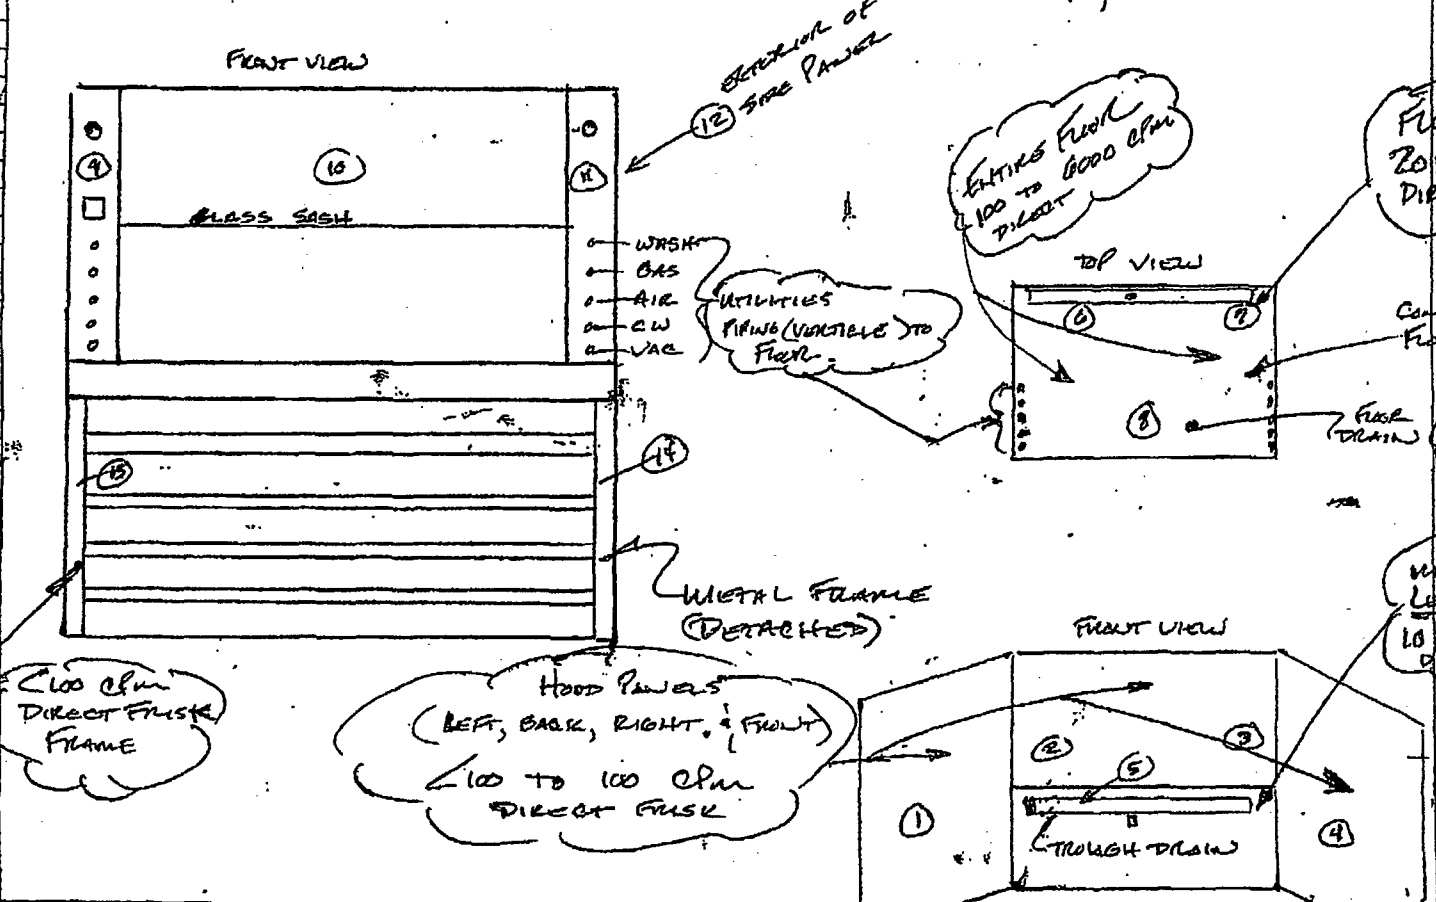 FRONT VIEW
EXTERIOR OF
12 SIDE PANEL
9
10
11
GLASS SASH
WASH
GAS
AIR
CW
VAC
UTILITIES
PIPING (VERTICLE) TO
FLOOR
15
14
METAL FRAME
(DETACHED)
<100 CPM
DIRECT FRISK
FRAME
HOOD PANELS
(LEFT, BACK, RIGHT, & FRONT)
<100 TO 100 CPM
DIRECT FRISK
ENTIRE FLOOR
100 TO 6000 CPM
DIRECT
TOP VIEW
6
7
8
FLOOR
DRAIN
FRONT VIEW
1
2
3
4
5
TROUGH DRAIN